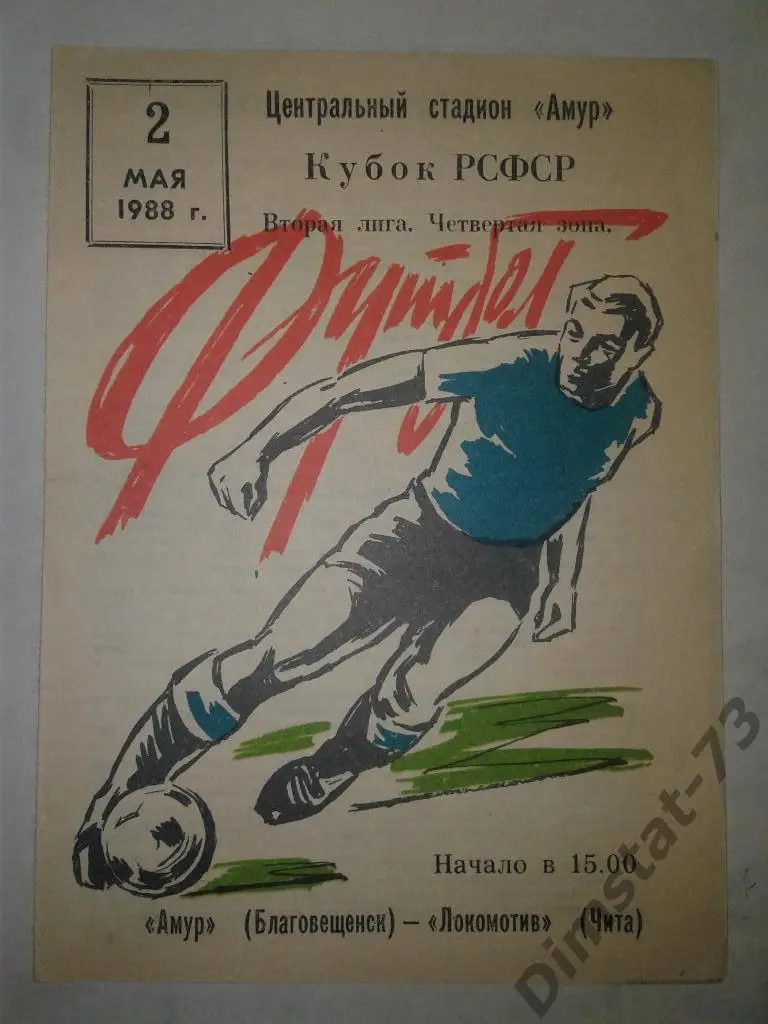 2
МАЯ
1988 г.
Центральный стадион «Амур»
Кубок РСФСР
Вторая лига. Четвертая зона.
Футбол
Начало в 15.00
«Амур» (Благовещенск) — «Локомотив» (Чита)
Dimstat-73